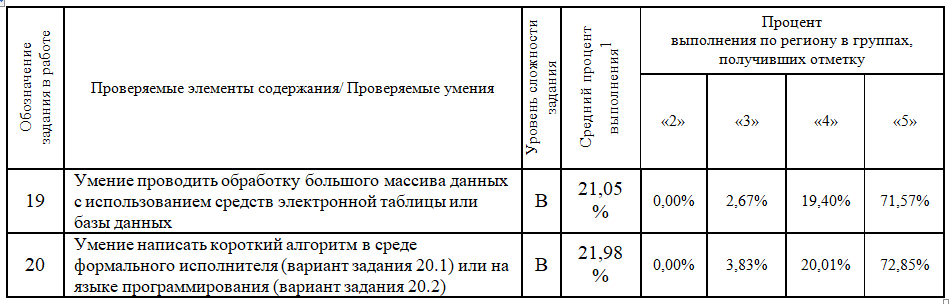 Обозначение
задания в работе
Проверяемые элементы содержания/ Проверяемые умения
Уровень сложности
задания
Средний процент
выполнения1
Процент
выполнения по региону в группах,
получивших отметку
«2»
«3»
«4»
«5»
19
Умение проводить обработку большого массива данных
с использованием средств электронной таблицы или
базы данных
В
21,05
%
0,00%
2,67%
19,40%
71,57%
20
Умение написать короткий алгоритм в среде
формального исполнителя (вариант задания 20.1) или на
языке программирования (вариант задания 20.2)
В
21,98
%
0,00%
3,83%
20,01%
72,85%